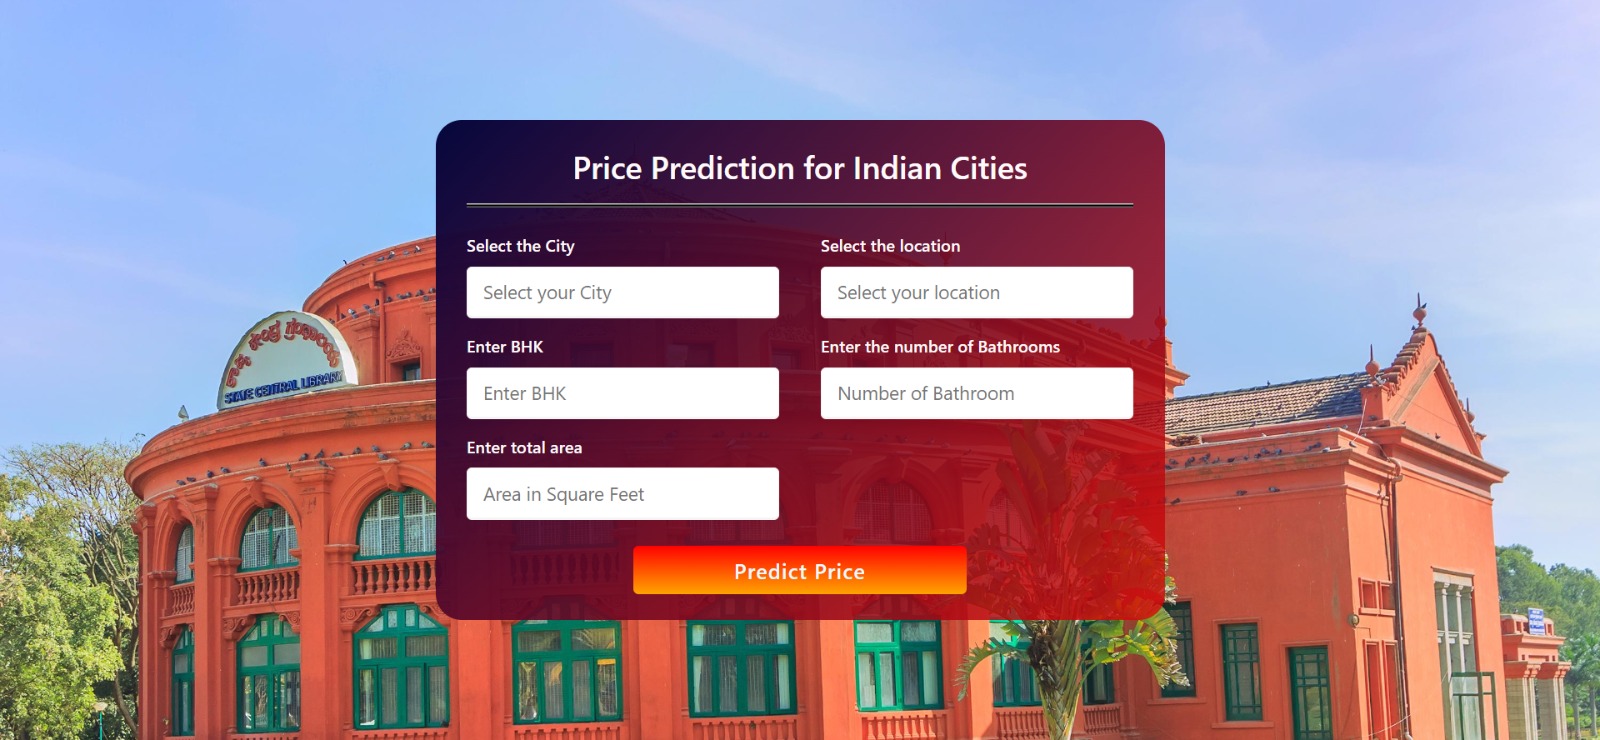 Price Prediction for Indian Cities
Select the City
Select the location
Select your City
Select your location
Enter BHK
Enter the number of Bathrooms
Enter BHK
Number of Bathroom
Enter total area
Area in Square Feet
Predict Price
ರಾಜ್ಯ ಕೇಂದ್ರ ಗ್ರಂಥಾಲಯ
STATE CENTRAL LIBRARY